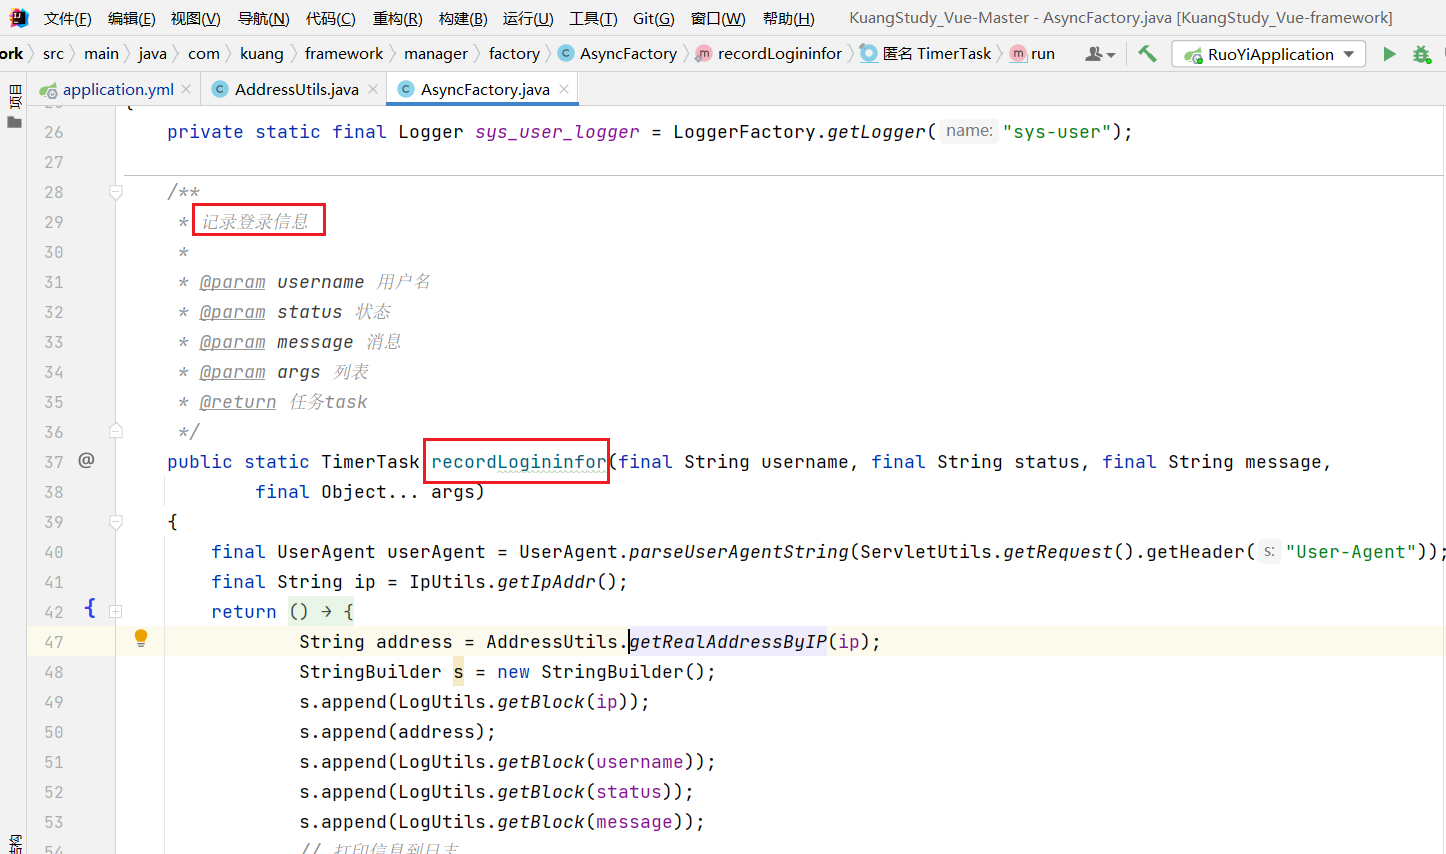 文件(F) 编辑(E) 视图(V) 导航(N) 代码(C) 重构(R) 构建(B) 运行(U) 工具(T) Git(G) 窗口(W) 帮助(H) KuangStudy_Vue-Master - AsyncFactory.java [KuangStudy_Vue-framework]
ork src main java com kuang framework manager factory AsyncFactory recordLogininfor 匿名 TimerTask run RuoYiApplication
application.yml AddressUtils.java AsyncFactory.java
项目
26 private static final Logger sys_user_logger = LoggerFactory.getLogger( name: "sys-user");
27
28 /**
29 * 记录登录信息
30 *
31 * @param username 用户名
32 * @param status 状态
33 * @param message 消息
34 * @param args 列表
35 * @return 任务task
36 */
37 @ public static TimerTask recordLogininfor(final String username, final String status, final String message,
38 final Object... args)
39 {
40 final UserAgent userAgent = UserAgent.parseUserAgentString(ServletUtils.getRequest().getHeader( s: "User-Agent"));
41 final String ip = IpUtils.getIpAddr();
42 { return () → {
47 String address = AddressUtils.getRealAddressByIP(ip);
48 StringBuilder s = new StringBuilder();
49 s.append(LogUtils.getBlock(ip));
50 s.append(address);
51 s.append(LogUtils.getBlock(username));
52 s.append(LogUtils.getBlock(status));
53 s.append(LogUtils.getBlock(message));
54 // 打印信息到日志
结构